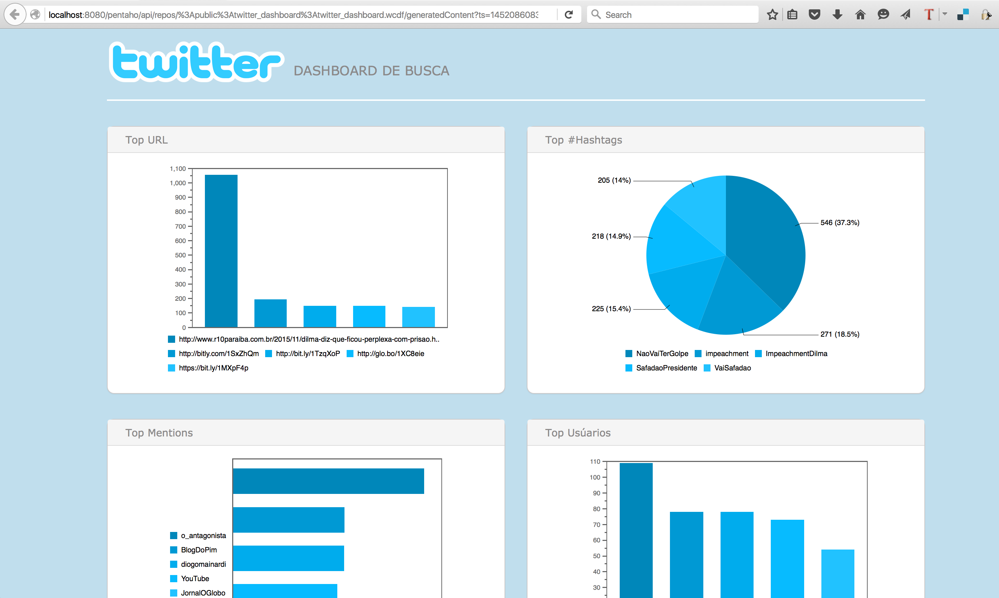 localhost:8080/pentaho/api/repos/%3Apublic%3Atwitter_dashboard%3Atwitter_dashboard.wcdf/generatedContent?ts=1452086083
Search
twitter DASHBOARD DE BUSCA
Top URL
1,100
1,000
900
800
700
600
500
400
300
200
100
0
http://www.r10paraiba.com.br/2015/11/dilma-diz-que-ficou-perplexa-com-prisao.h..
http://bitly.com/1SxZhQm http://bit.ly/1TzqXoP http://glo.bo/1XC8eie
https://bit.ly/1MXpF4p
Top #Hashtags
205 (14%)
546 (37.3%)
218 (14.9%)
225 (15.4%)
271 (18.5%)
NaoVaiTerGolpe impeachment ImpeachmentDilma
SafadaoPresidente VaiSafadao
Top Mentions
o_antagonista
BlogDoPim
diogomainardi
YouTube
JornalOGlobo
Top Usúarios
110
100
90
80
70
60
50
40
30